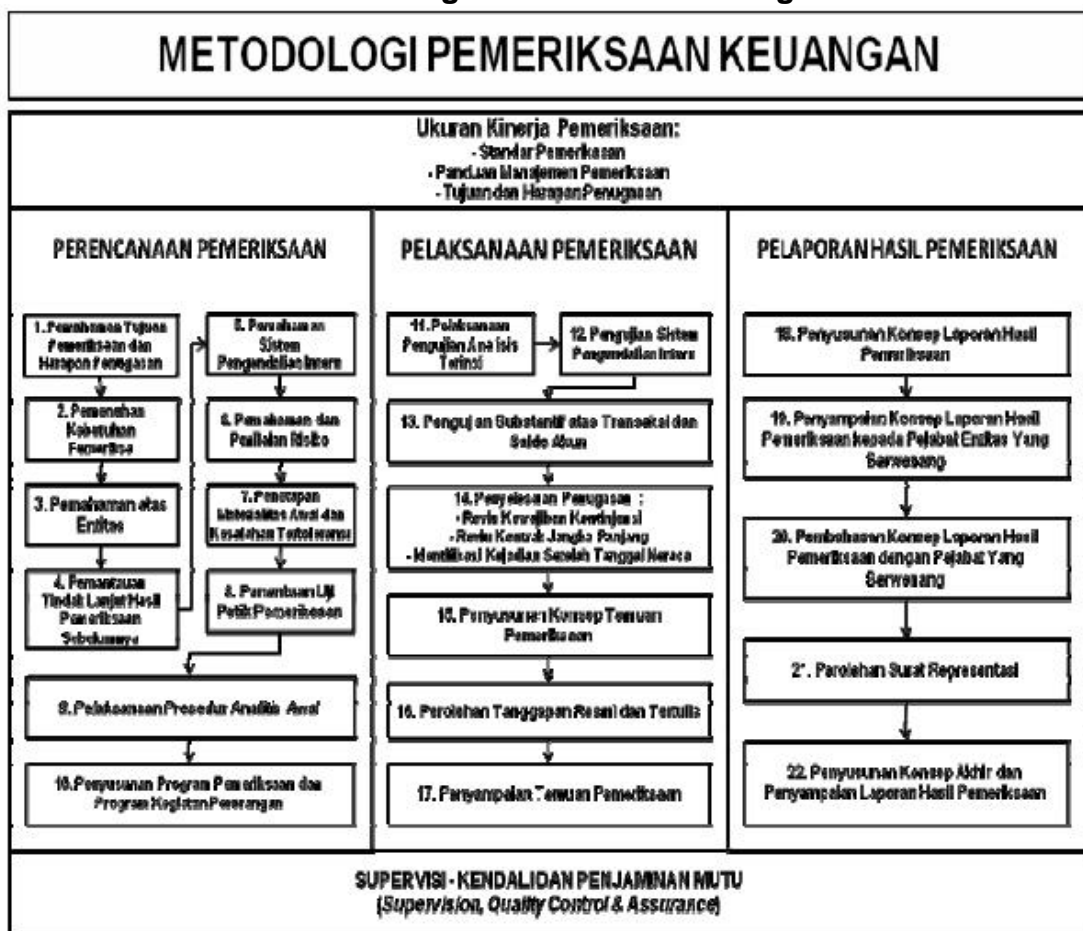 METODOLOGI PEMERIKSAAN KEUANGAN
Ukuran Kinerja Pemeriksaan:
- Standar Pemeriksaan
- Panduan Manajemen Pemeriksaan
- Tujuan dan Harapan Penugasan
PERENCANAAN PEMERIKSAAN
1. Pemahaman Tujuan
Pemeriksaan dan
Harapan Penugasan
2. Pemenuhan
Kebutuhan
Pemeriksa
3. Pemahaman atas
Entitas
4. Pemantauan
Tindak Lanjut Hasil
Pemeriksaan
Sebelumnya
5. Pemahaman
Sistem
Pengendalian Intern
6. Pemahaman dan
Penilaian Risiko
7. Penetapan
Materialitas Awal dan
Kesalahan Tertoleransi
8. Penentuan Uji
Petik Pemeriksaan
9. Pelaksanaan Prosedur Analitis Awal
10. Penyusunan Program Pemeriksaan dan
Program Kegiatan Perorangan
PELAKSANAAN PEMERIKSAAN
11. Pelaksanaan
Pengujian Analisis
Terinci
12. Pengujian Sistem
Pengendalian Intern
13. Pengujian Substantif atas Transaksi dan
Saldo Akun
14. Penyelesaian Penugasan :
- Reviu Kewajiban Kontinjensi
- Reviu Kontrak Jangka Panjang
- Identifikasi Kejadian Setelah Tanggal Neraca
15. Penyusunan Konsep Temuan
Pemeriksaan
16. Perolehan Tanggapan Resmi dan Tertulis
17. Penyampaian Temuan Pemeriksaan
PELAPORAN HASIL PEMERIKSAAN
18. Penyusunan Konsep Laporan Hasil
Pemeriksaan
19. Penyampaian Konsep Laporan Hasil
Pemeriksaan kepada Pejabat Entitas Yang
Berwenang
20. Pembahasan Konsep Laporan Hasil
Pemeriksaan dengan Pejabat Yang
Berwenang
21. Perolehan Surat Representasi
22. Penyusunan Konsep Akhir dan
Penyampaian Laporan Hasil Pemeriksaan
SUPERVISI - KENDALI DAN PENJAMINAN MUTU
(Supervision, Quality Control & Assurance)